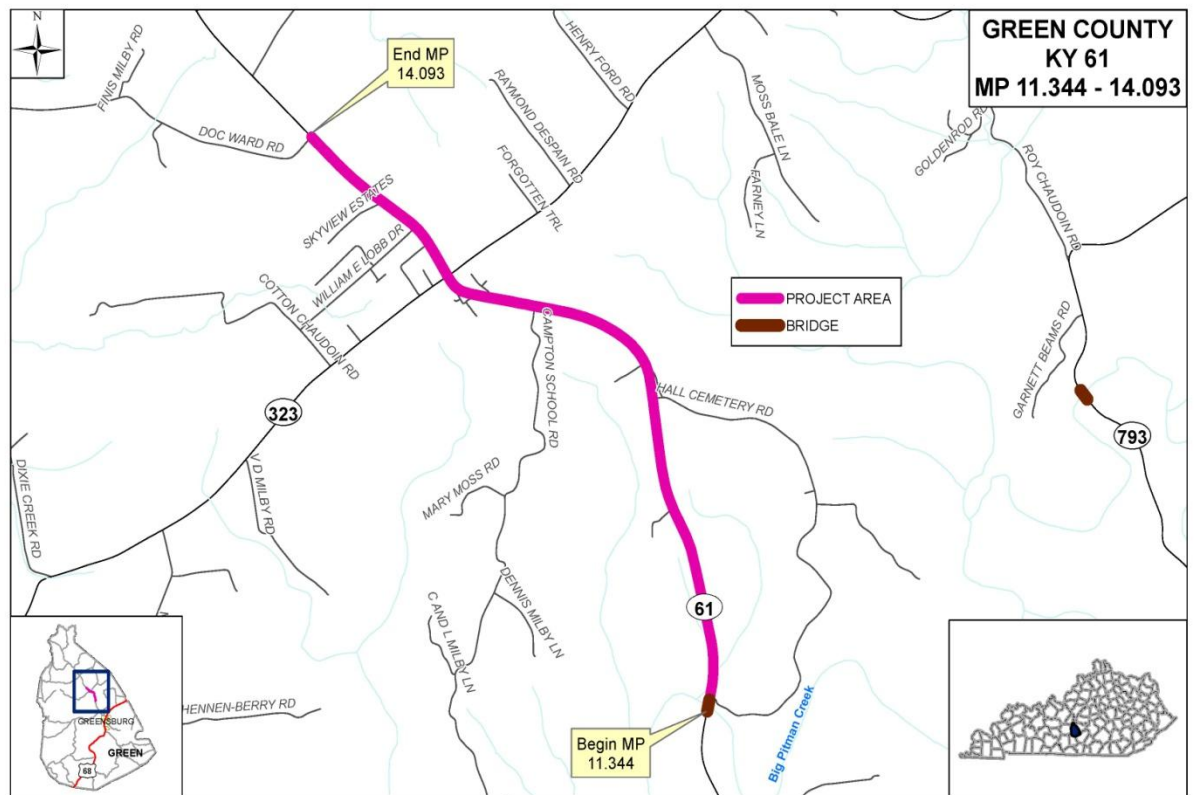 N
GREEN COUNTY
KY 61
MP 11.344 - 14.093
End MP
14.093
FINIS MILBY RD
DOC WARD RD
HENRY FORD RD
RAYMOND DESPAIN RD
FORGOTTEN TRL
MOSS BALE LN
FARNEY LN
GOLDENROD RD
ROY CHAUDOIN RD
SKYVIEW ESTATES
WILLIAM E LOBB DR
COTTON CHAUDOIN RD
PROJECT AREA
BRIDGE
CAMPTON SCHOOL RD
HALL CEMETERY RD
GARNETT BEAMS RD
323
793
DIXIE CREEK RD
V D MILBY RD
MARY MOSS RD
DENNIS MILBY LN
C AND L MILBY LN
61
HENNEN-BERRY RD
Begin MP
11.344
Big Pitman Creek
GREENSBURG
GREEN
68